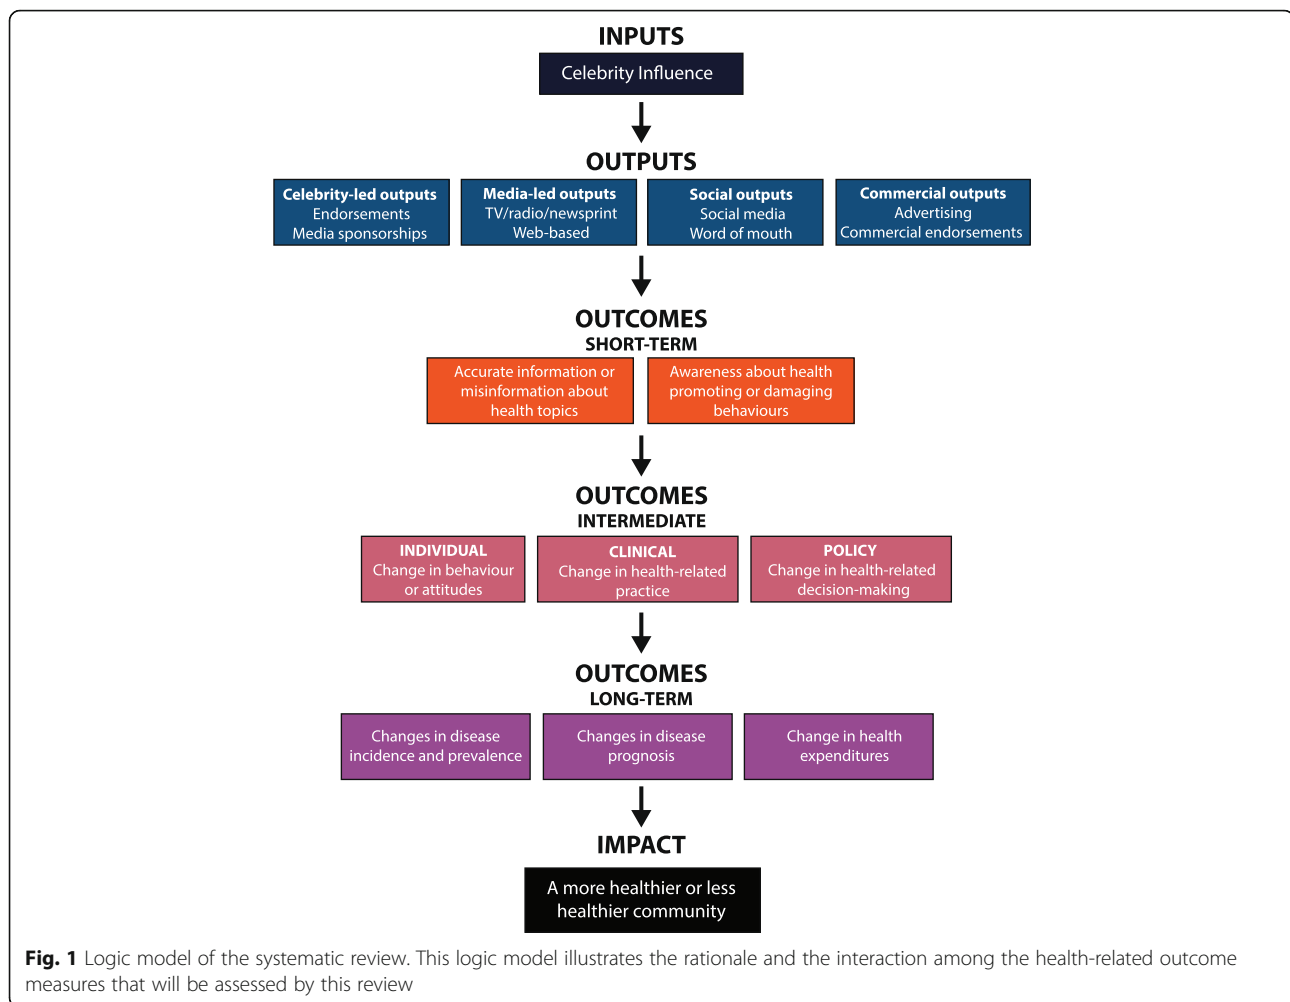 INPUTS
Celebrity Influence
OUTPUTS
Celebrity-led outputs
Endorsements
Media sponsorships
Media-led outputs
TV/radio/newsprint
Web-based
Social outputs
Social media
Word of mouth
Commercial outputs
Advertising
Commercial endorsements
OUTCOMES
SHORT-TERM
Accurate information or
misinformation about
health topics
Awareness about health
promoting or damaging
behaviours
OUTCOMES
INTERMEDIATE
INDIVIDUAL
Change in behaviour
or attitudes
CLINICAL
Change in health-related
practice
POLICY
Change in health-related
decision-making
OUTCOMES
LONG-TERM
Changes in disease
incidence and prevalence
Changes in disease
prognosis
Change in health
expenditures
IMPACT
A more healthier or less
healthier community
Fig. 1 Logic model of the systematic review. This logic model illustrates the rationale and the interaction among the health-related outcome
measures that will be assessed by this review